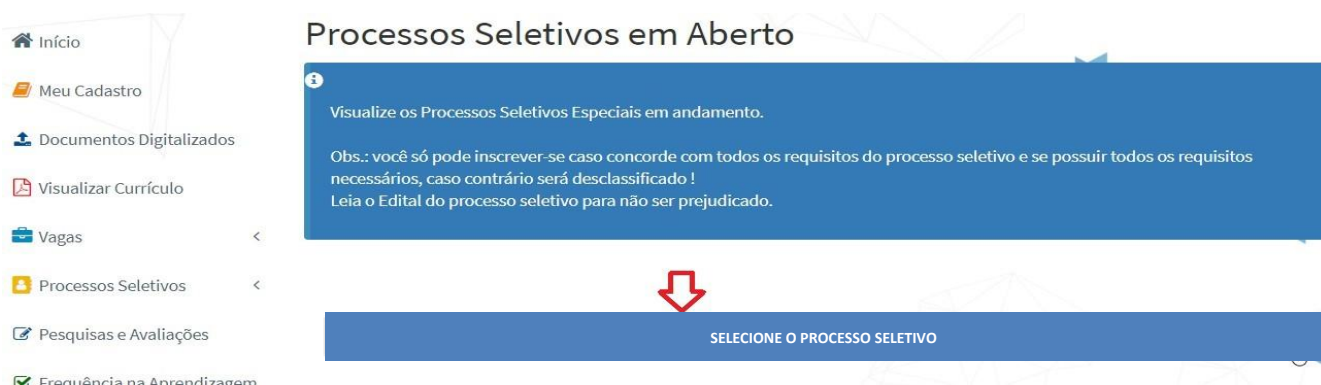 Início
Meu Cadastro
Documentos Digitalizados
Visualizar Currículo
Vagas
Processos Seletivos
Pesquisas e Avaliações
Frequência na Aprendizagem
Processos Seletivos em Aberto
Visualize os Processos Seletivos Especiais em andamento.
Obs.: você só pode inscrever-se caso concorde com todos os requisitos do processo seletivo e se possuir todos os requisitos
necessários, caso contrário será desclassificado !
Leia o Edital do processo seletivo para não ser prejudicado.
SELECIONE O PROCESSO SELETIVO